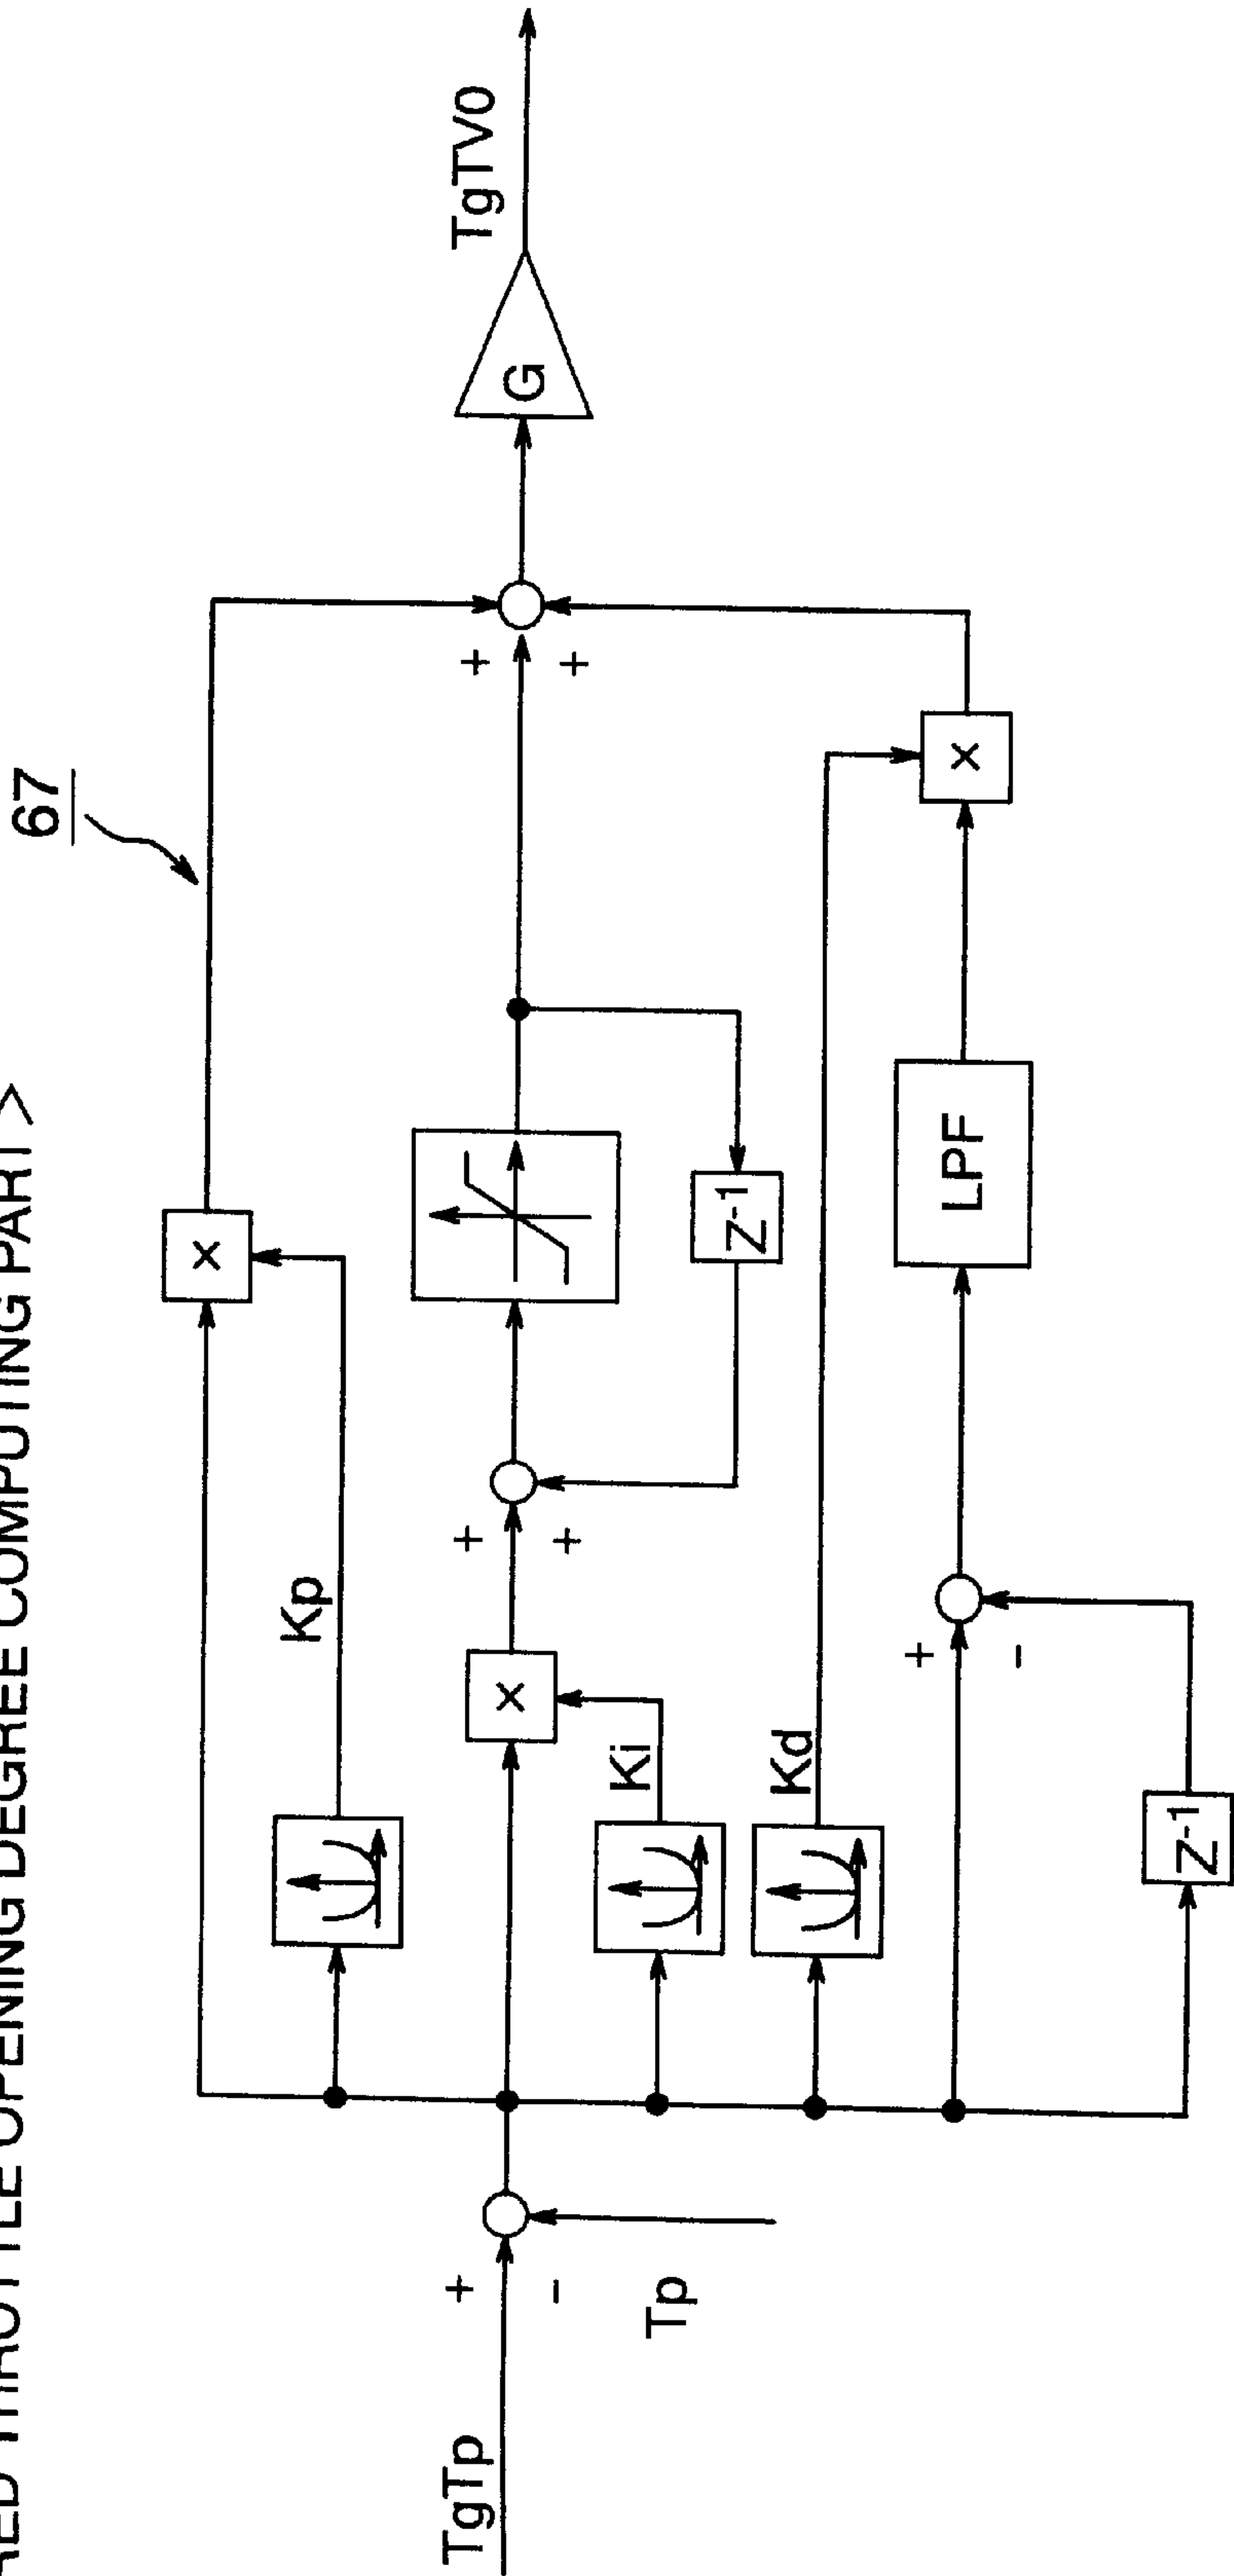 RED THROTTLE OPENING DEGREE COMPUTING PART >
67
×
Kp
TgTp
+
-
Tp
×
Ki
+
+
Z-1
+
+
G
TgTV0
Kd
+
-
LPF
×
Z-1